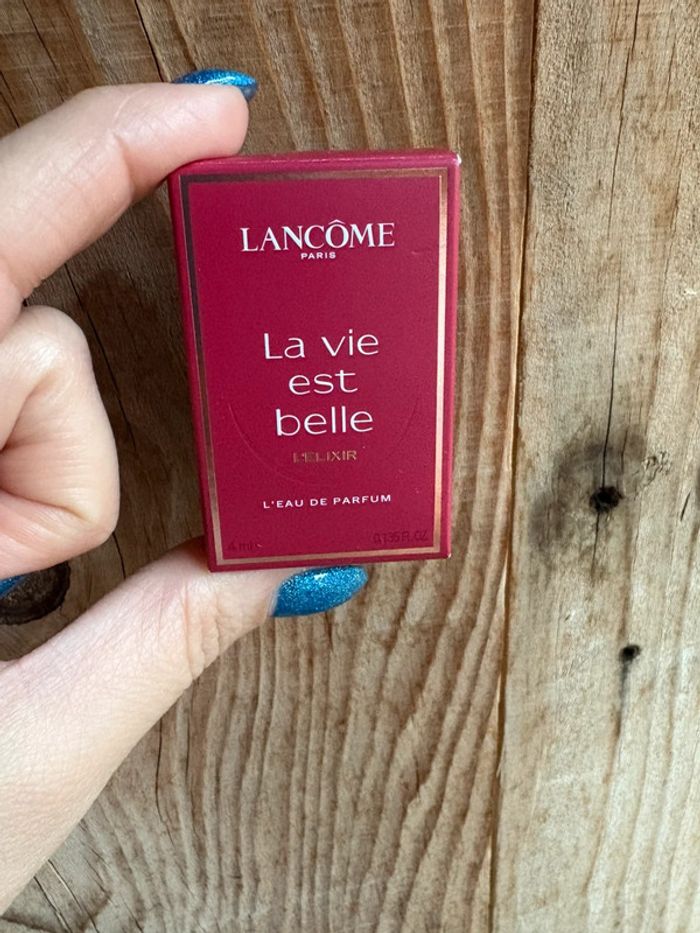 LANCÔME
PARIS
La vie
est
belle
L'ELIXIR
L'EAU DE PARFUM
4 ml e 0.135 FL.OZ.